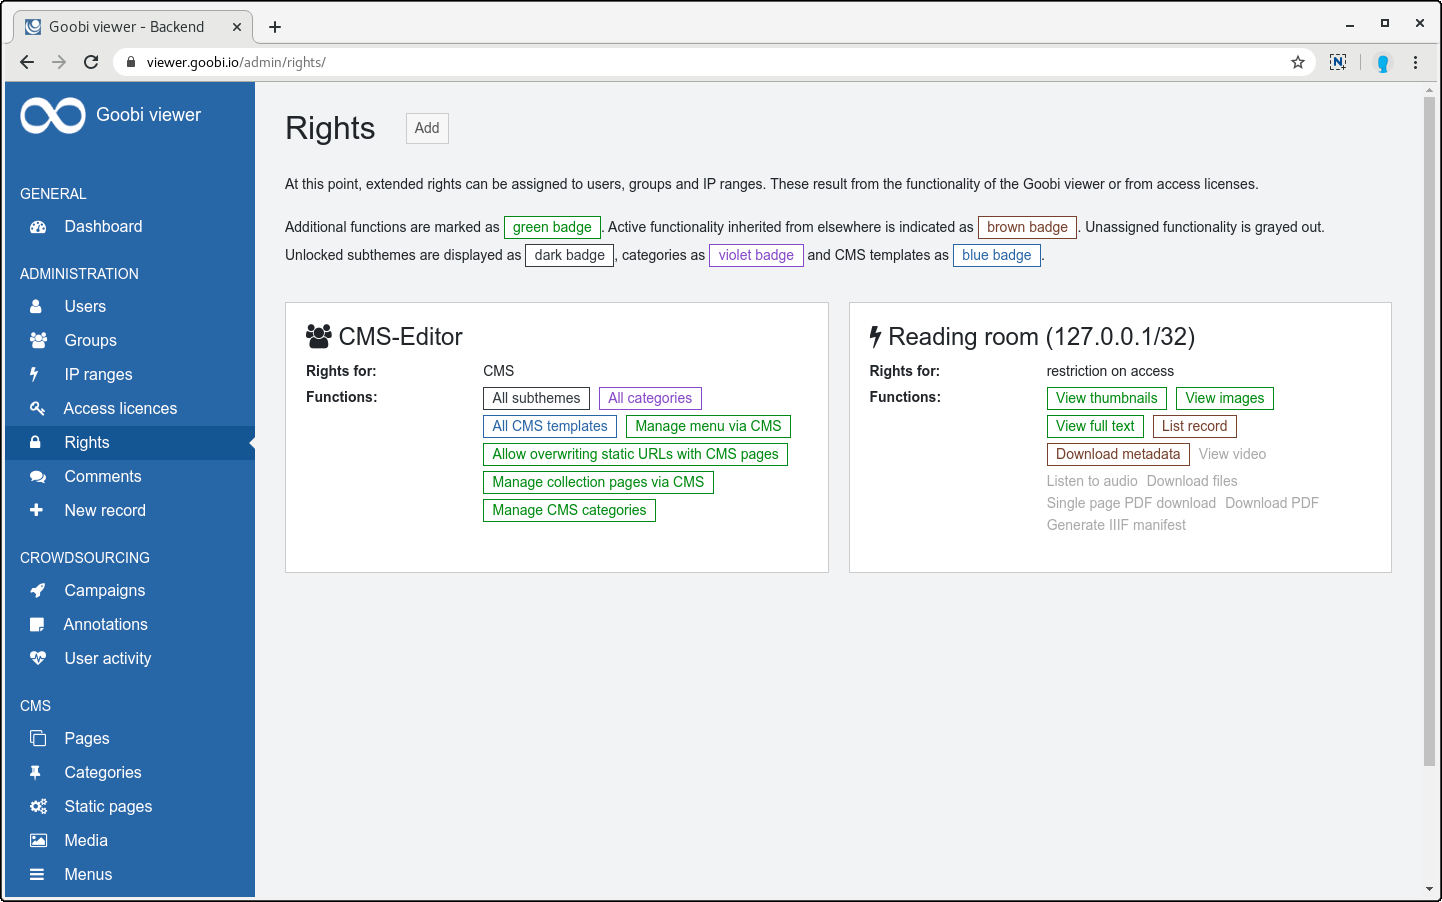 Goobi viewer - Backend
viewer.goobi.io/admin/rights/
Goobi viewer
GENERAL
Dashboard
ADMINISTRATION
Users
Groups
IP ranges
Access licences
Rights
Comments
New record
CROWDSOURCING
Campaigns
Annotations
User activity
CMS
Pages
Categories
Static pages
Media
Menus
Rights Add
At this point, extended rights can be assigned to users, groups and IP ranges. These result from the functionality of the Goobi viewer or from access licenses.
Additional functions are marked as green badge. Active functionality inherited from elsewhere is indicated as brown badge. Unassigned functionality is grayed out.
Unlocked subthemes are displayed as dark badge, categories as violet badge and CMS templates as blue badge.
CMS-Editor
Rights for: CMS
Functions: All subthemes All categories
All CMS templates Manage menu via CMS
Allow overwriting static URLs with CMS pages
Manage collection pages via CMS
Manage CMS categories
Reading room (127.0.0.1/32)
Rights for: restriction on access
Functions: View thumbnails View images
View full text List record
Download metadata View video
Listen to audio Download files
Single page PDF download Download PDF
Generate IIIF manifest